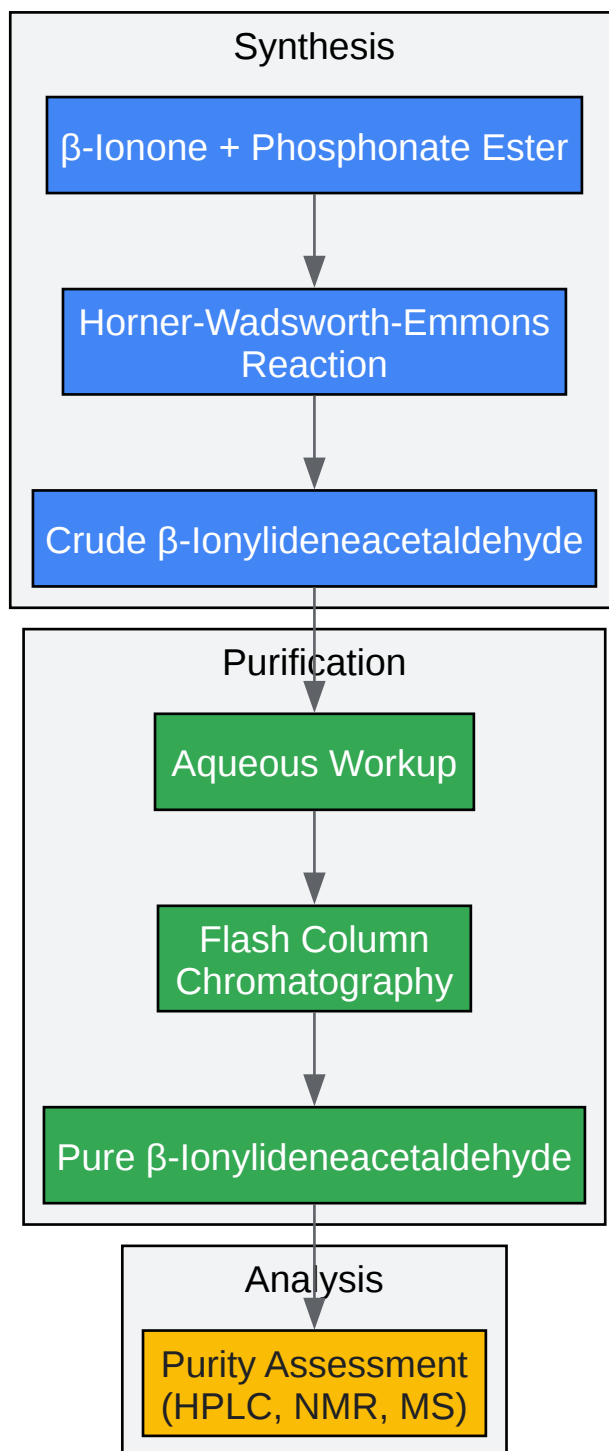 Synthesis
β-Ionone + Phosphonate Ester
Horner-Wadsworth-Emmons
Reaction
Crude β-Ionylideneacetaldehyde
Purification
Aqueous Workup
Flash Column
Chromatography
Pure β-Ionylideneacetaldehyde
Analysis
Purity Assessment
(HPLC, NMR, MS)